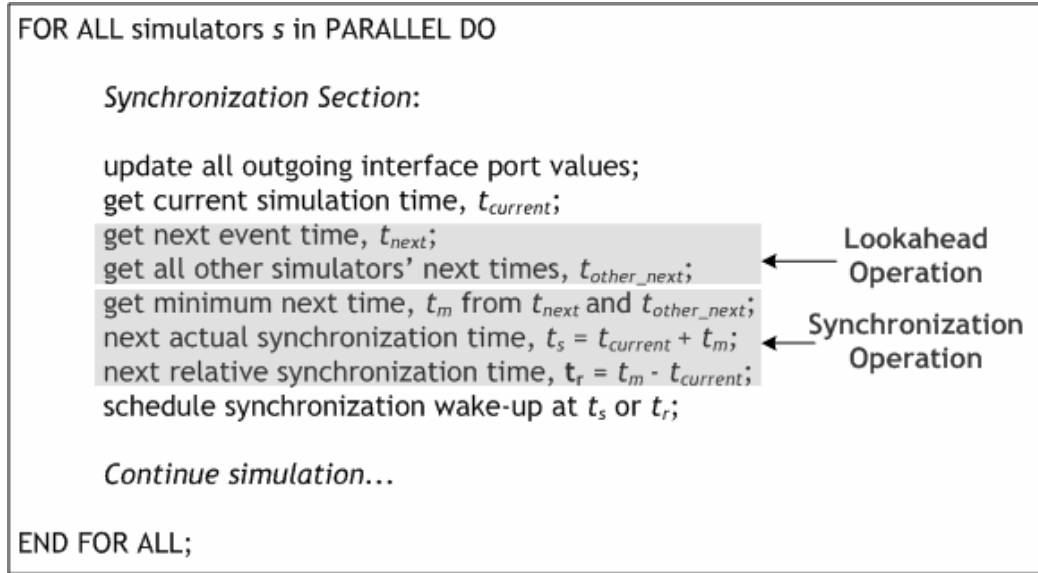 FOR ALL simulators s in PARALLEL DO
Synchronization Section:
update all outgoing interface port values;
get current simulation time, t_current;
get next event time, t_next;
get all other simulators’ next times, t_other_next;
Lookahead
Operation
get minimum next time, t_m from t_next and t_other_next;
next actual synchronization time, t_s = t_current + t_m;
next relative synchronization time, t_r = t_m - t_current;
Synchronization
Operation
schedule synchronization wake-up at t_s or t_r;
Continue simulation...
END FOR ALL;